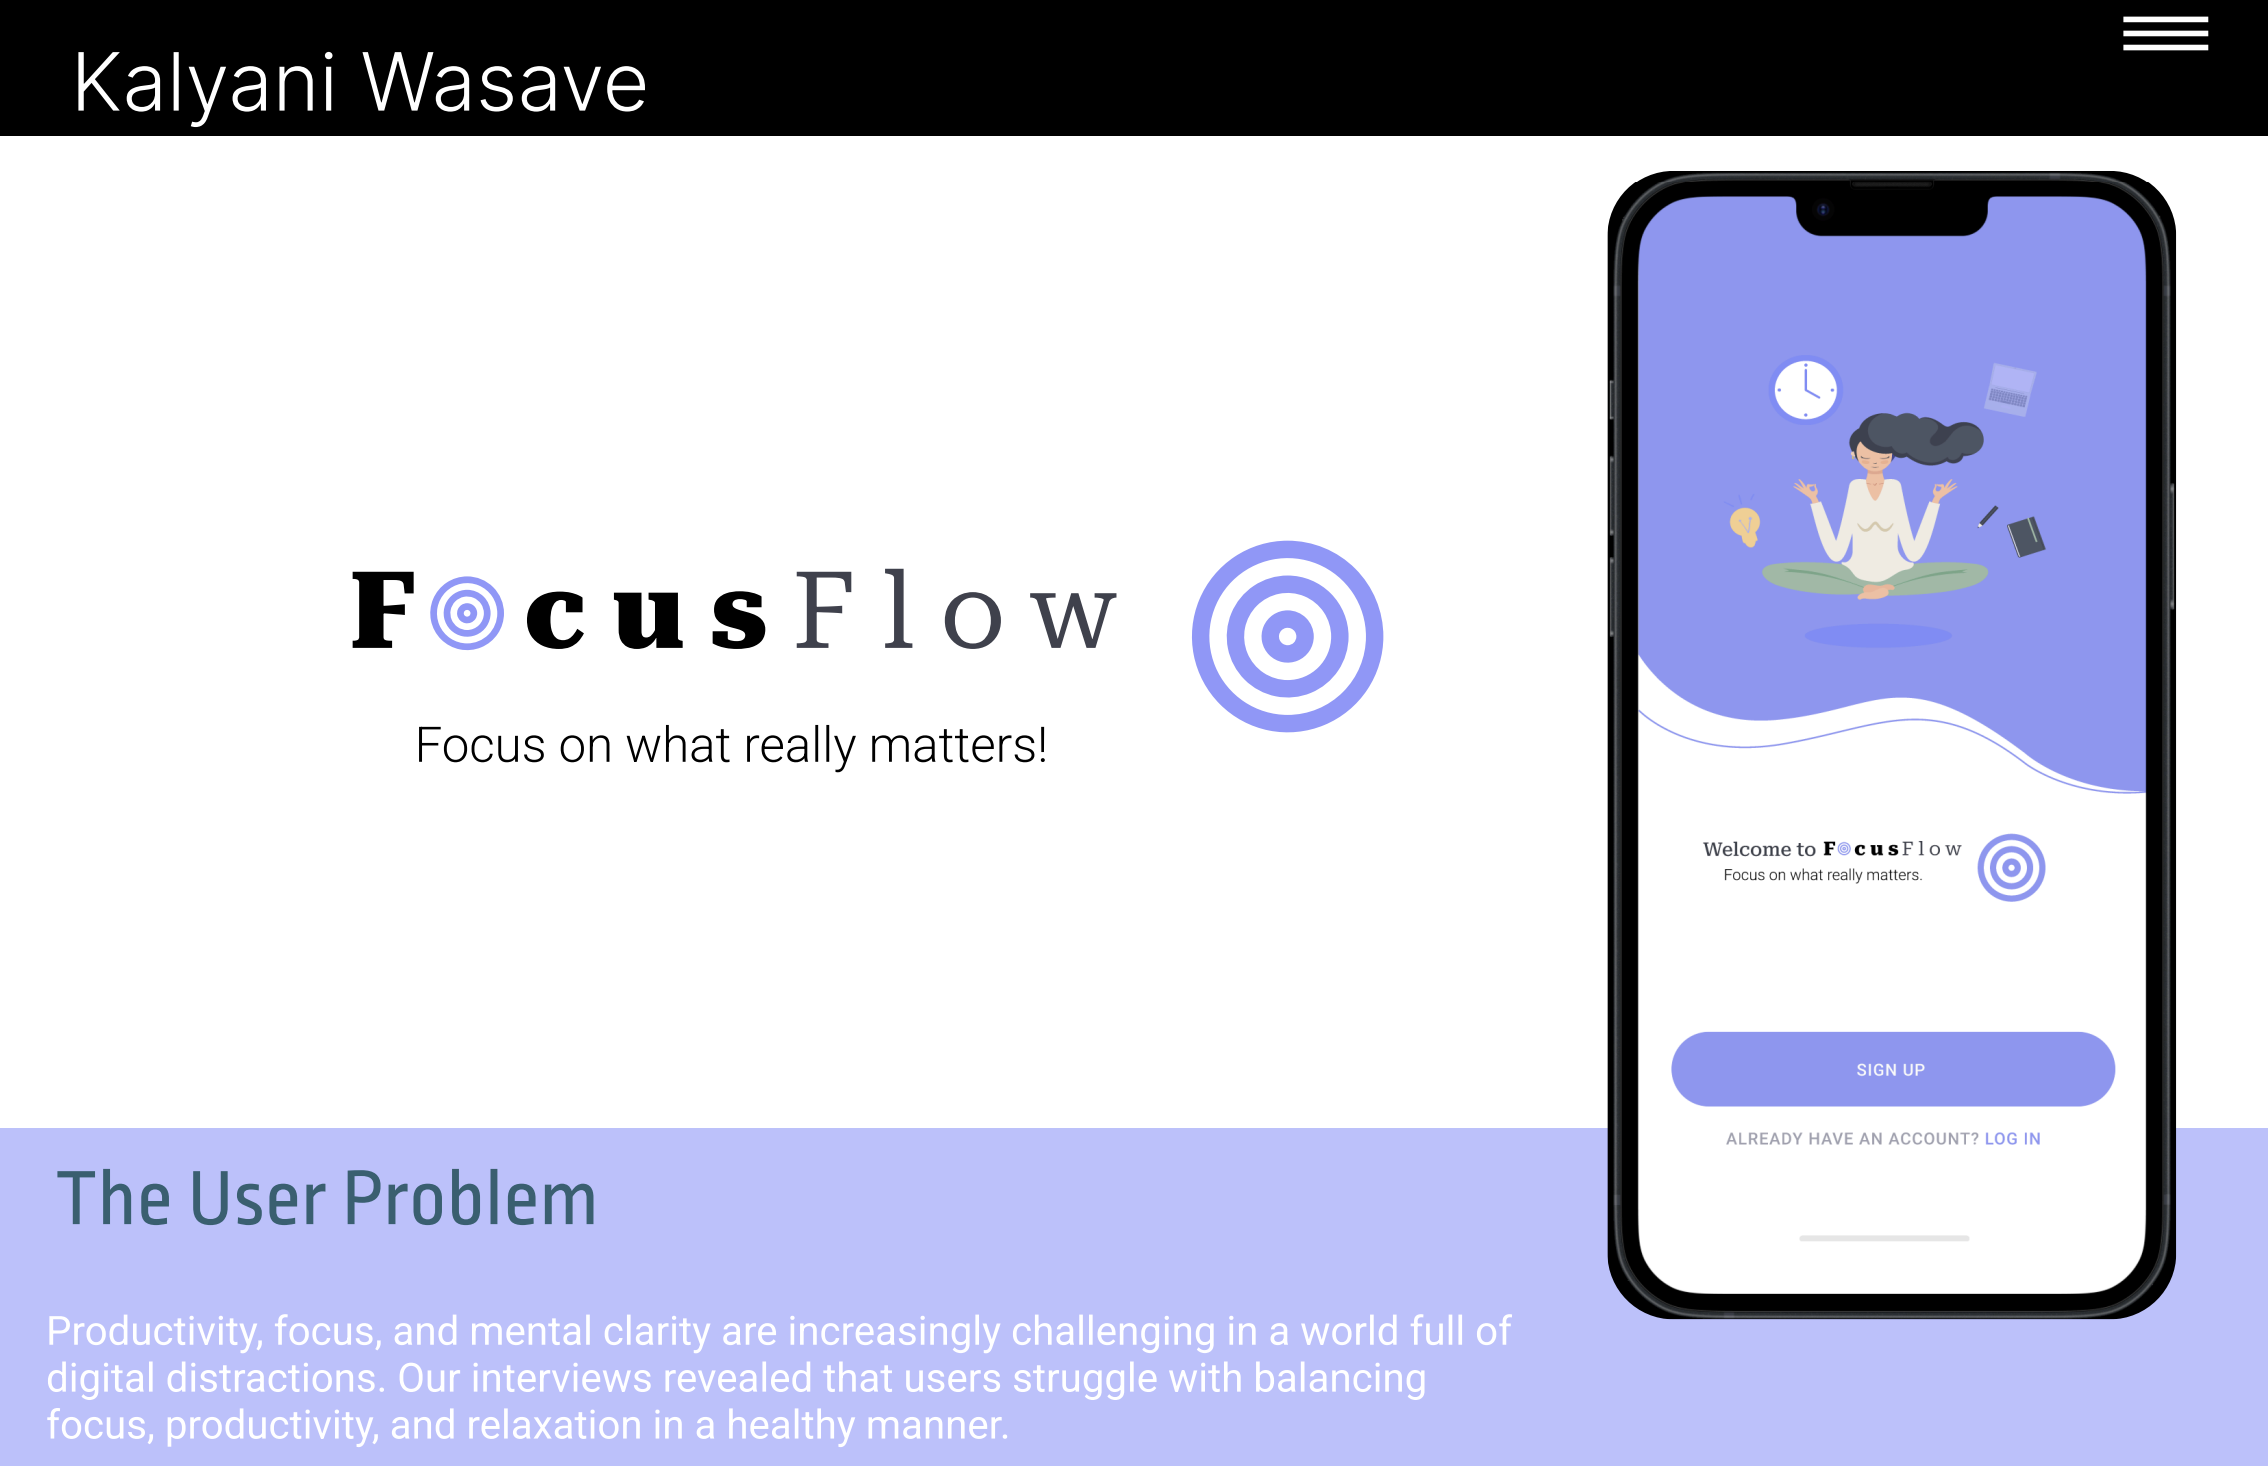 Kalyani Wasave
FocusFlow
Focus on what really matters!
Welcome to FocusFlow
Focus on what really matters.
SIGN UP
ALREADY HAVE AN ACCOUNT? LOG IN
The User Problem
Productivity, focus, and mental clarity are increasingly challenging in a world full of
digital distractions. Our interviews revealed that users struggle with balancing
focus, productivity, and relaxation in a healthy manner.